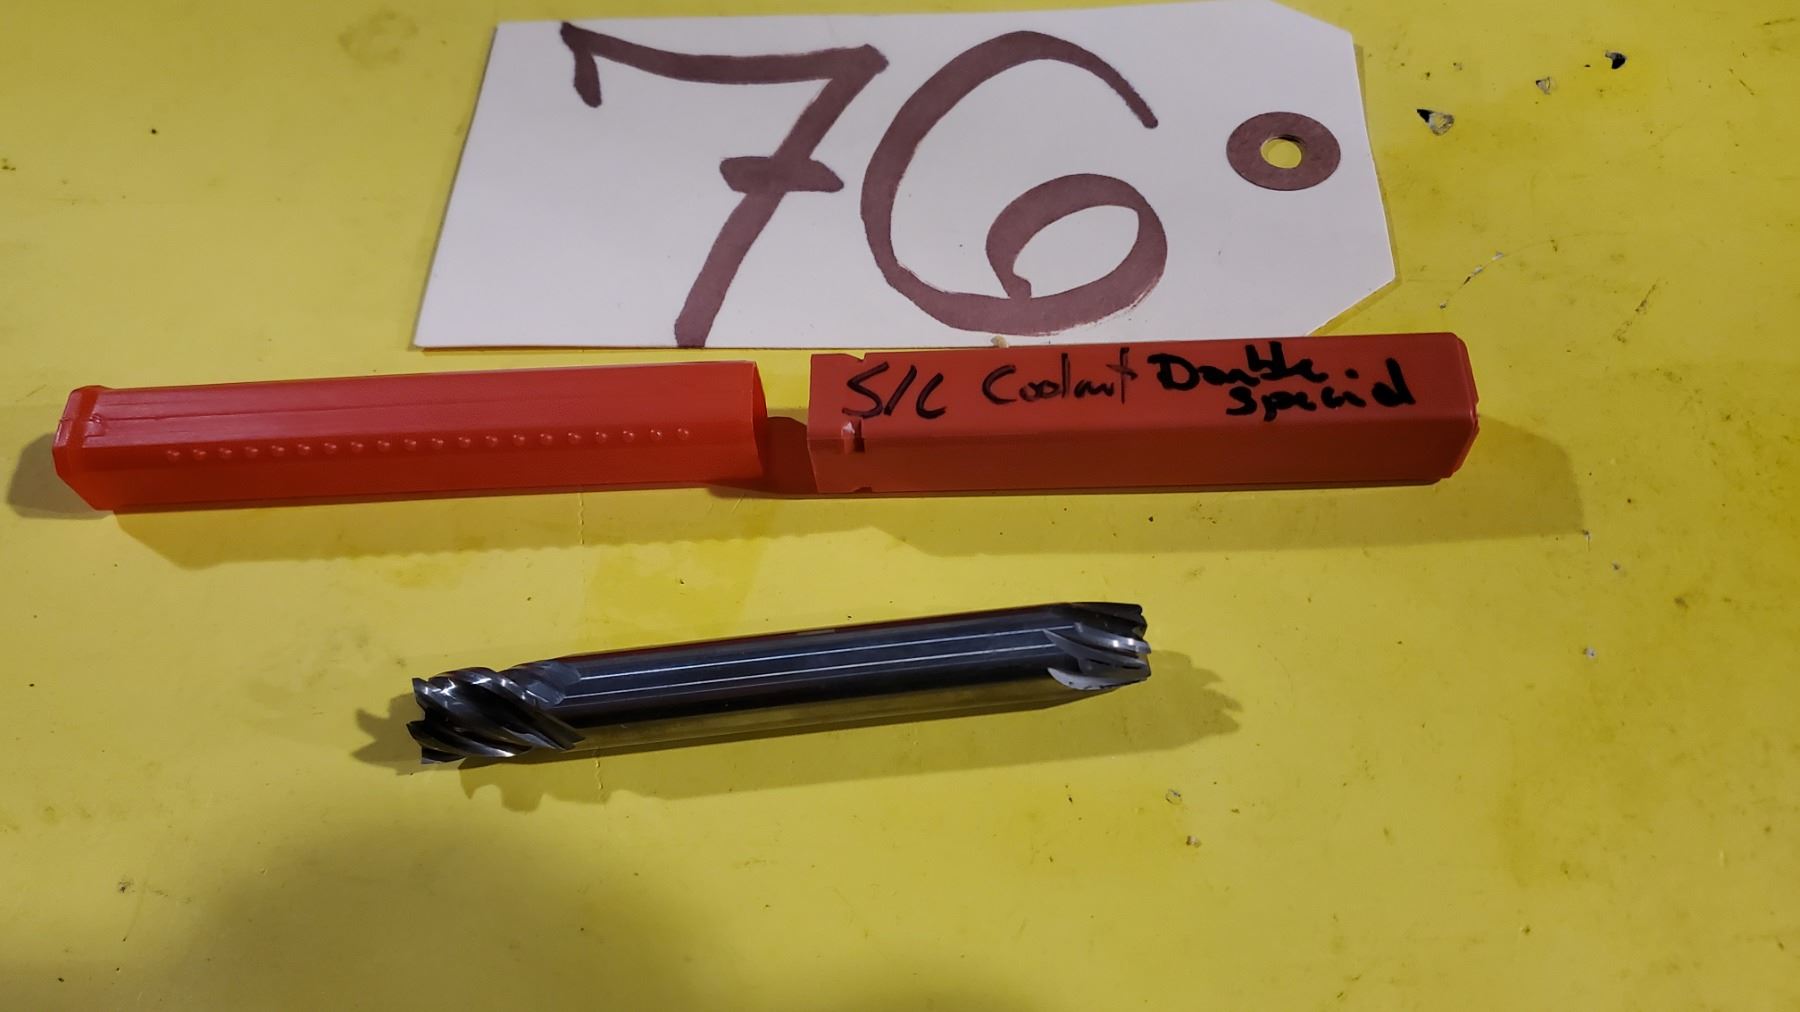 76
S/C Coolant Double.
Special